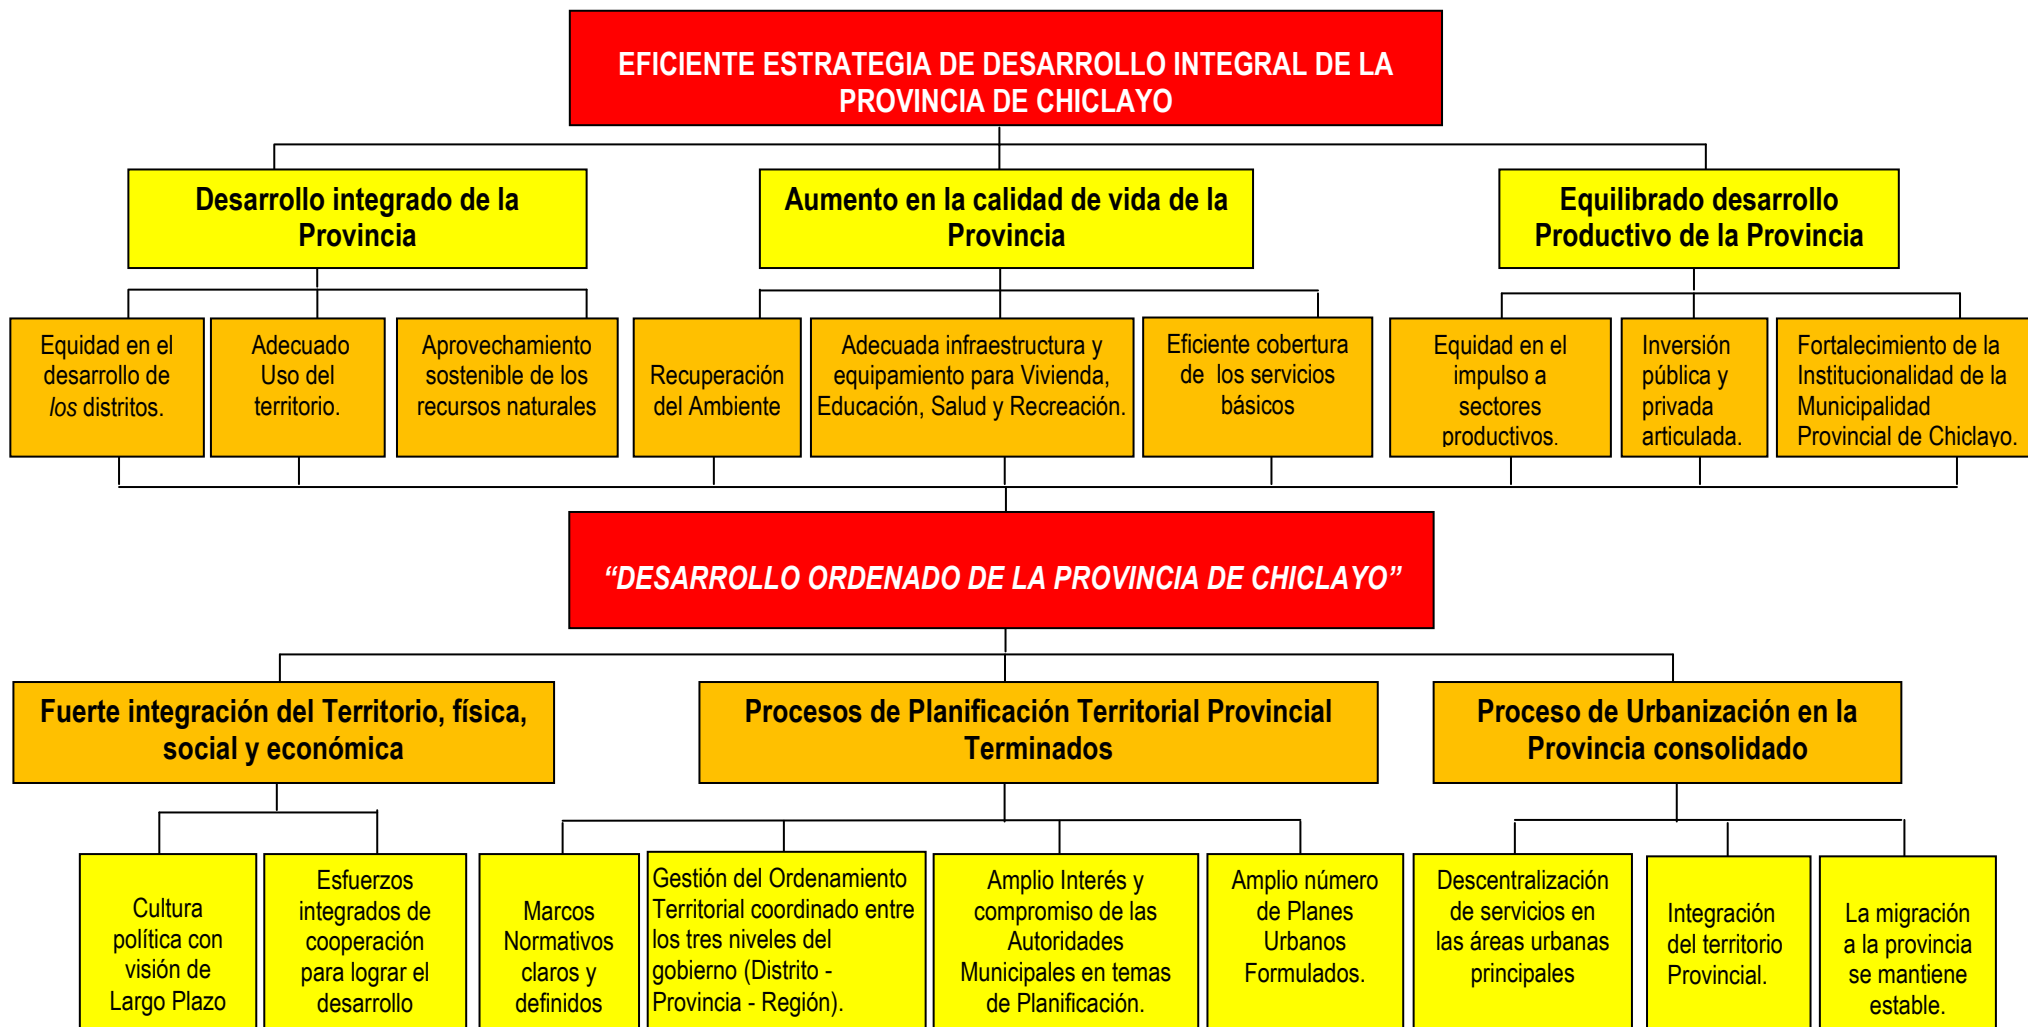 EFICIENTE ESTRATEGIA DE DESARROLLO INTEGRAL DE LA
PROVINCIA DE CHICLAYO
Desarrollo integrado de la
Provincia
Aumento en la calidad de vida de la
Provincia
Equilibrado desarrollo
Productivo de la Provincia
Equidad en el
desarrollo de
los distritos.
Adecuado
Uso del
territorio.
Aprovechamiento
sostenible de los
recursos naturales
Recuperación
del Ambiente
Adecuada infraestructura y
equipamiento para Vivienda,
Educación, Salud y Recreación.
Eficiente cobertura
de los servicios
básicos
Equidad en el
impulso a
sectores
productivos.
Inversión
pública y
privada
articulada.
Fortalecimiento de la
Institucionalidad de la
Municipalidad
Provincial de Chiclayo.
“DESARROLLO ORDENADO DE LA PROVINCIA DE CHICLAYO”
Fuerte integración del Territorio, física,
social y económica
Procesos de Planificación Territorial Provincial
Terminados
Proceso de Urbanización en la
Provincia consolidado
Cultura
política con
visión de
Largo Plazo
Esfuerzos
integrados de
cooperación
para lograr el
desarrollo
Marcos
Normativos
claros y
definidos
Gestión del Ordenamiento
Territorial coordinado entre
los tres niveles del
gobierno (Distrito -
Provincia - Región).
Amplio Interés y
compromiso de las
Autoridades
Municipales en temas
de Planificación.
Amplio número
de Planes
Urbanos
Formulados.
Descentralización
de servicios en
las áreas urbanas
principales
Integración
del territorio
Provincial.
La migración
a la provincia
se mantiene
estable.